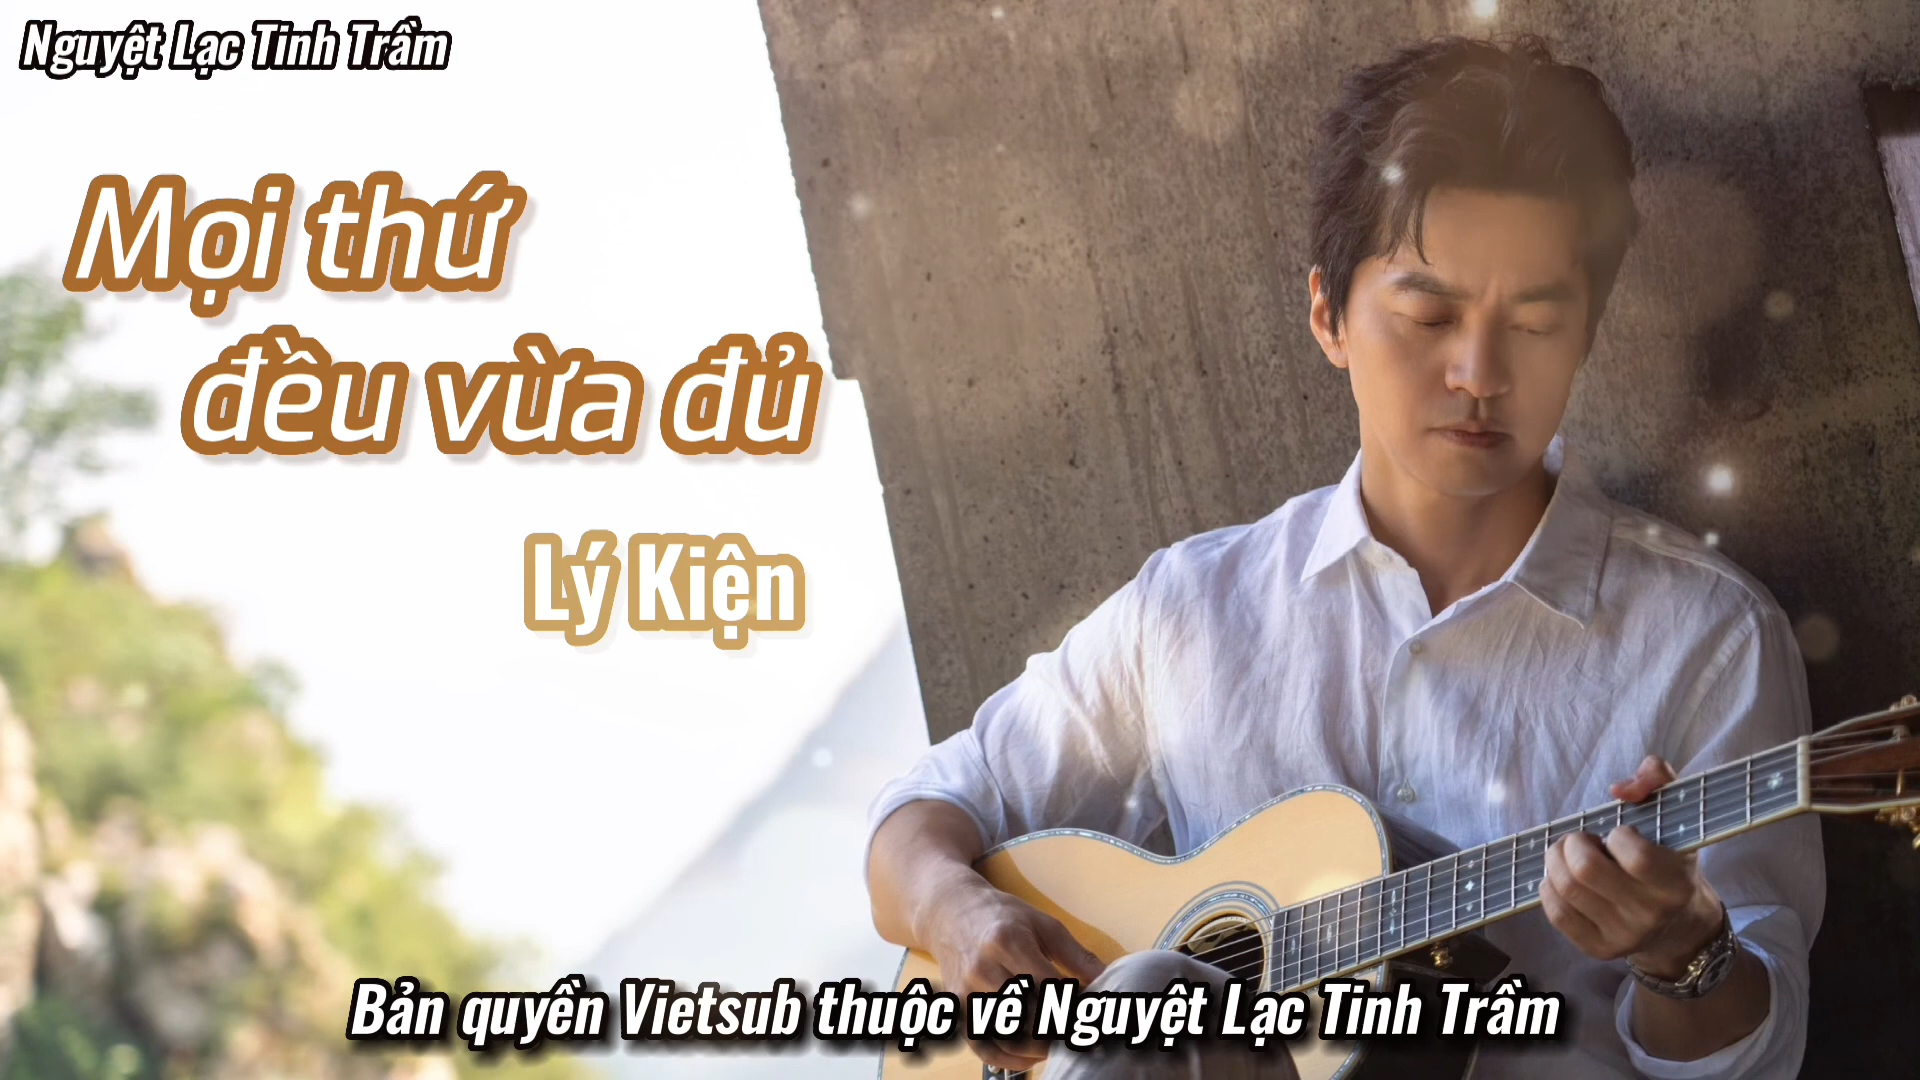 Nguyệt Lạc Tinh Trầm
Mọi thứ
đều vừa đủ
Lý Kiện
Bản quyền Vietsub thuộc về Nguyệt Lạc Tinh Trầm